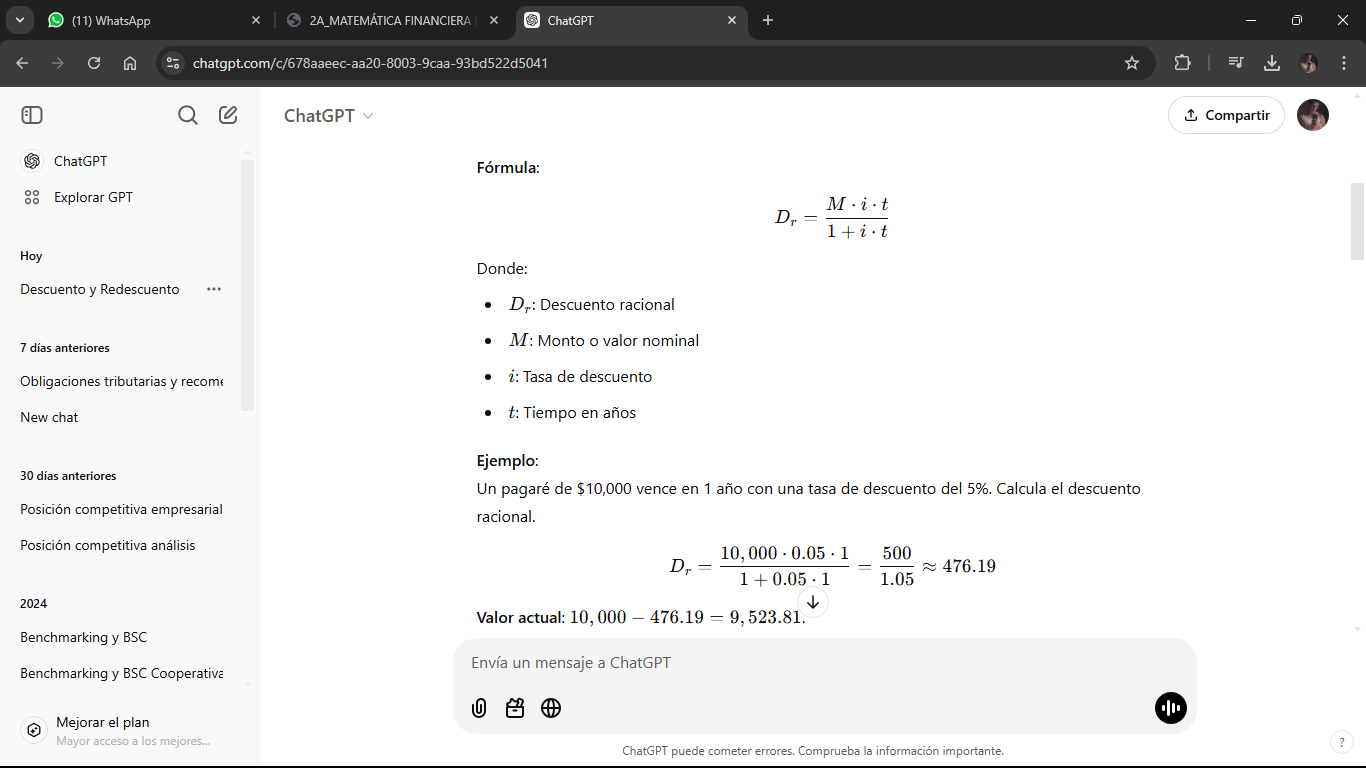 (11) WhatsApp
2A_MATEMÁTICA FINANCIERA
ChatGPT
chatgpt.com/c/678aaeec-aa20-8003-9caa-93bd522d5041
ChatGPT
Explorar GPT
Hoy
Descuento y Redescuento
7 días anteriores
Obligaciones tributarias y recome
New chat
30 días anteriores
Posición competitiva empresarial
Posición competitiva análisis
2024
Benchmarking y BSC
Benchmarking y BSC Cooperativa
Mejorar el plan
Mayor acceso a los mejores...
ChatGPT
Compartir
Fórmula:
D_r = \frac{M · i · t}{1 + i · t}
Donde:
• D_r: Descuento racional
• M: Monto o valor nominal
• i: Tasa de descuento
• t: Tiempo en años
Ejemplo:
Un pagaré de $10,000 vence en 1 año con una tasa de descuento del 5%. Calcula el descuento
racional.
D_r = \frac{10,000 · 0.05 · 1}{1 + 0.05 · 1} = \frac{500}{1.05} ≈ 476.19
Valor actual: 10,000 − 476.19 = 9,523.81.
Envía un mensaje a ChatGPT
ChatGPT puede cometer errores. Comprueba la información importante.
?